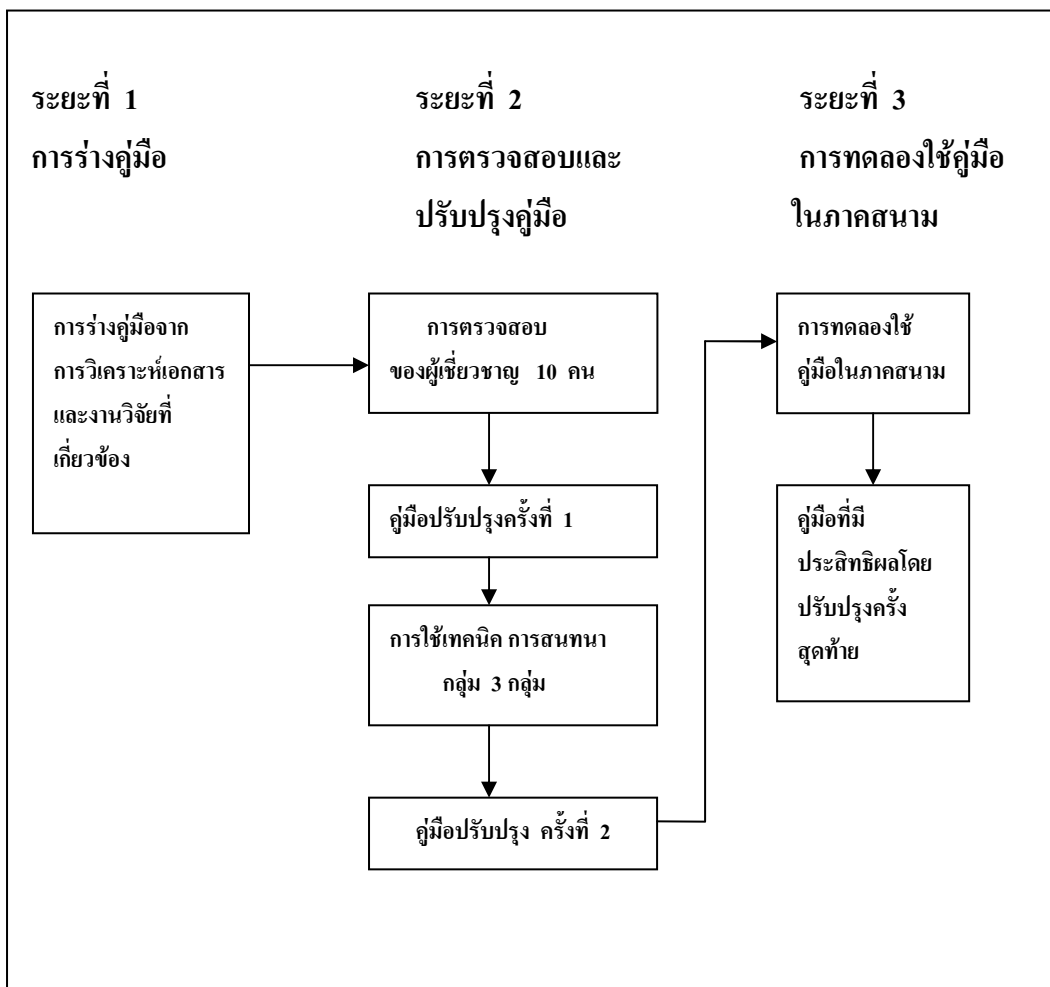 ระยะที่ 1
การร่างคู่มือ
ระยะที่ 2
การตรวจสอบและ
ปรับปรุงคู่มือ
ระยะที่ 3
การทดลองใช้คู่มือ
ในภาคสนาม
การร่างคู่มือจาก
การวิเคราะห์เอกสาร
และงานวิจัยที่
เกี่ยวข้อง
การตรวจสอบ
ของผู้เชี่ยวชาญ 10 คน
คู่มือปรับปรุงครั้งที่ 1
การใช้เทคนิค การสนทนา
กลุ่ม 3 กลุ่ม
คู่มือปรับปรุง ครั้งที่ 2
การทดลองใช้
คู่มือในภาคสนาม
คู่มือที่มี
ประสิทธิผลโดย
ปรับปรุงครั้ง
สุดท้าย